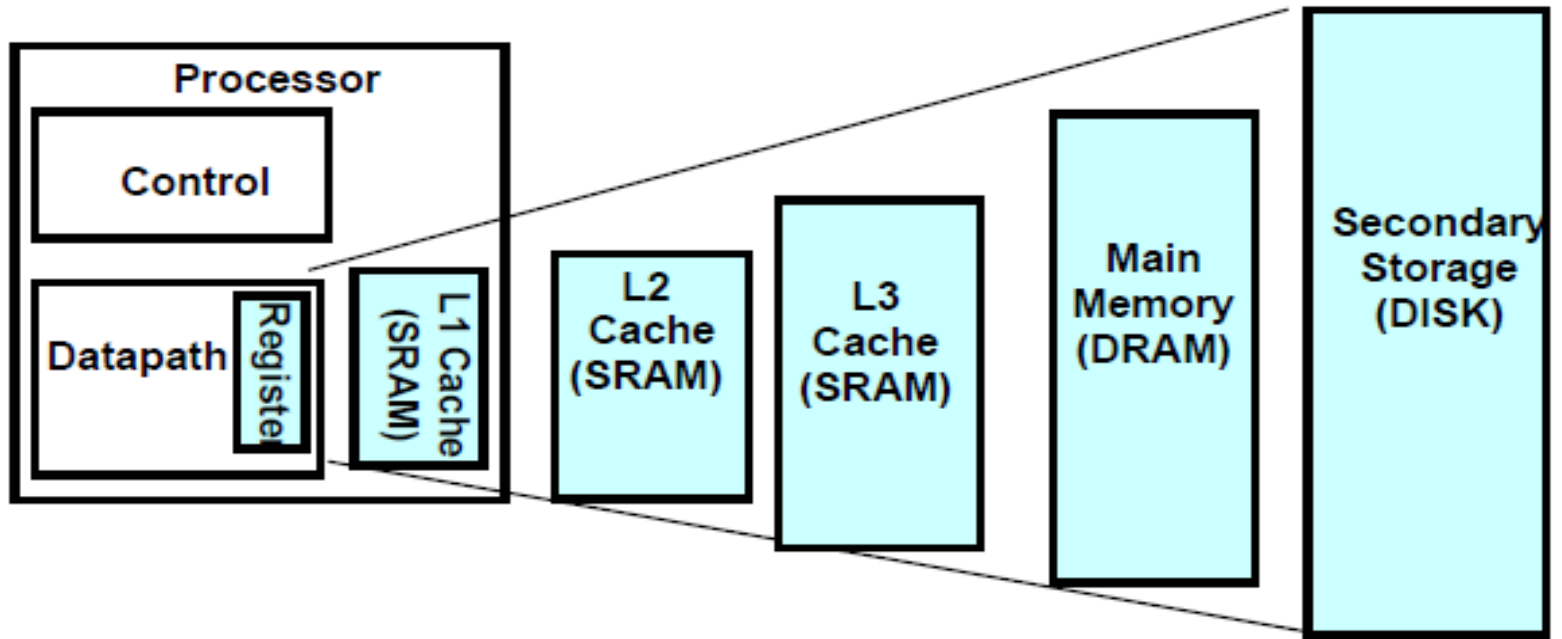 Processor
Control
Datapath
Register
L1 Cache
(SRAM)
L2
Cache
(SRAM)
L3
Cache
(SRAM)
Main
Memory
(DRAM)
Secondary
Storage
(DISK)